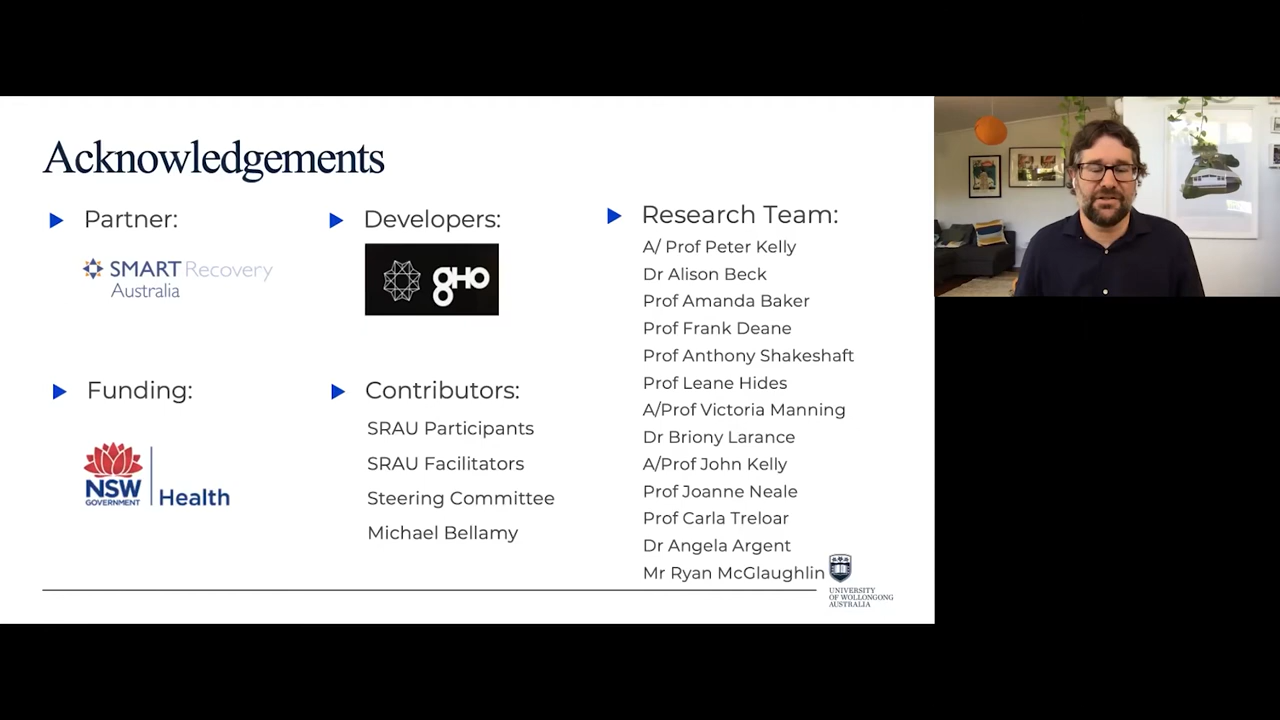 Acknowledgements
Partner:
SMART Recovery
Australia
Developers:
gHO
Funding:
NSW
GOVERNMENT
Health
Contributors:
SRAU Participants
SRAU Facilitators
Steering Committee
Michael Bellamy
Research Team:
A/ Prof Peter Kelly
Dr Alison Beck
Prof Amanda Baker
Prof Frank Deane
Prof Anthony Shakeshaft
Prof Leane Hides
A/Prof Victoria Manning
Dr Briony Larance
A/Prof John Kelly
Prof Joanne Neale
Prof Carla Treloar
Dr Angela Argent
Mr Ryan McGlaughlin
UNIVERSITY
OF WOLLONGONG
AUSTRALIA